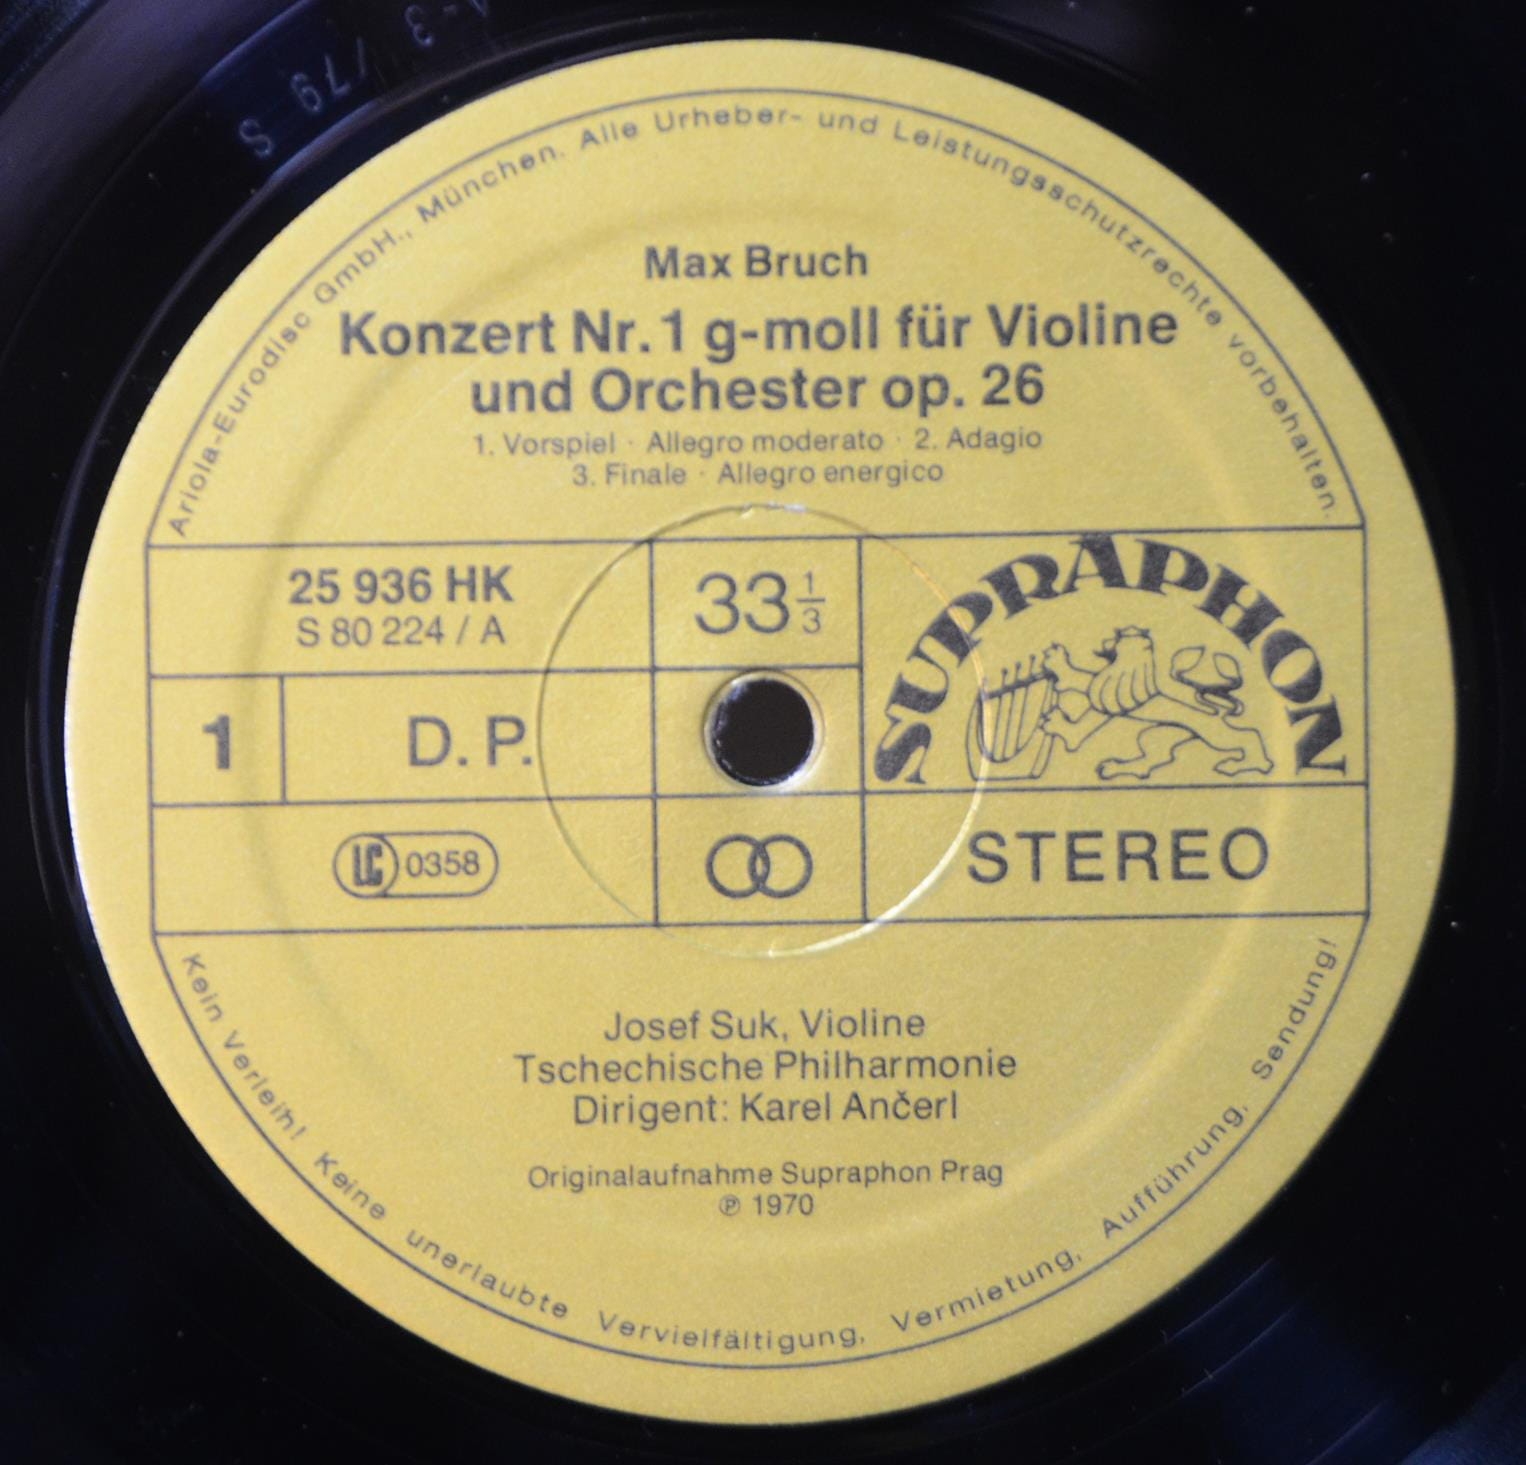 Ariola-Eurodisc GmbH., München. Alle Urheber- und Leistungsschutzrechte vorbehalten.
Max Bruch
Konzert Nr. 1 g-moll für Violine
und Orchester op. 26
1. Vorspiel · Allegro moderato · 2. Adagio
3. Finale · Allegro energico
25 936 HK
S 80 224 / A
33 1/3
SUPRAPHON
1
D. P.
LC 0358
STEREO
Josef Suk, Violine
Tschechische Philharmonie
Dirigent: Karel Ančerl
Originalaufnahme Supraphon Prag
℗ 1970
Kein Verleih! Keine unerlaubte Vervielfältigung, Vermietung, Aufführung, Sendung!
S 79 /